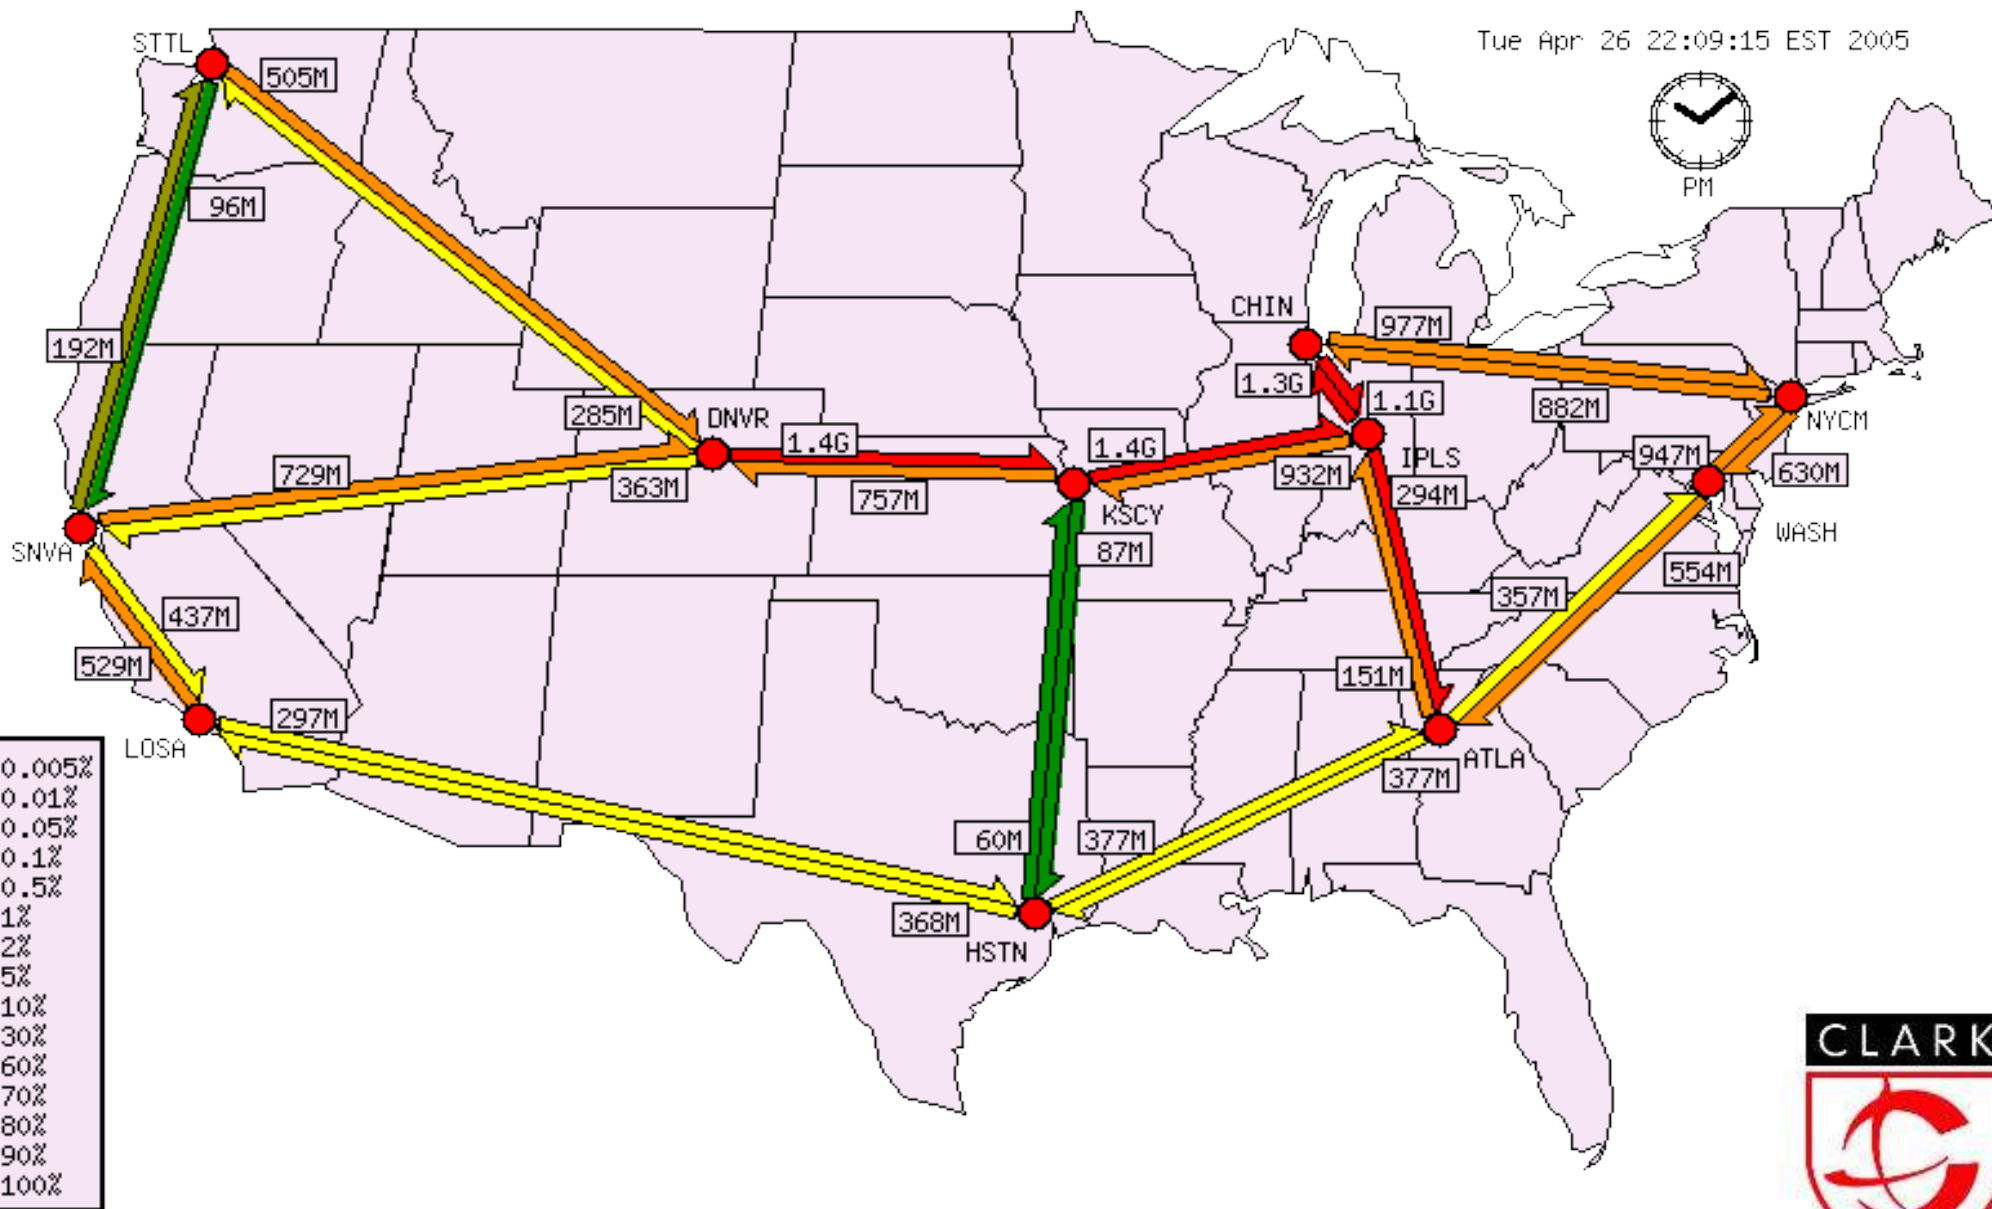 STTL
Tue Apr 26 22:09:15 EST 2005
505M
PM
96M
CHIN
977M
192M
1.3G
1.1G
285M
DNVR
882M
NYCM
1.4G
1.4G
947M
IPLS
729M
363M
932M
630M
757M
294M
KSCY
WASH
SNVA
87M
554M
357M
437M
529M
151M
297M
LOSA
ATLA
377M
60M
377M
368M
HSTN
0.005%
0.01%
0.05%
0.1%
0.5%
1%
2%
5%
10%
30%
60%
70%
80%
90%
100%
CLARK